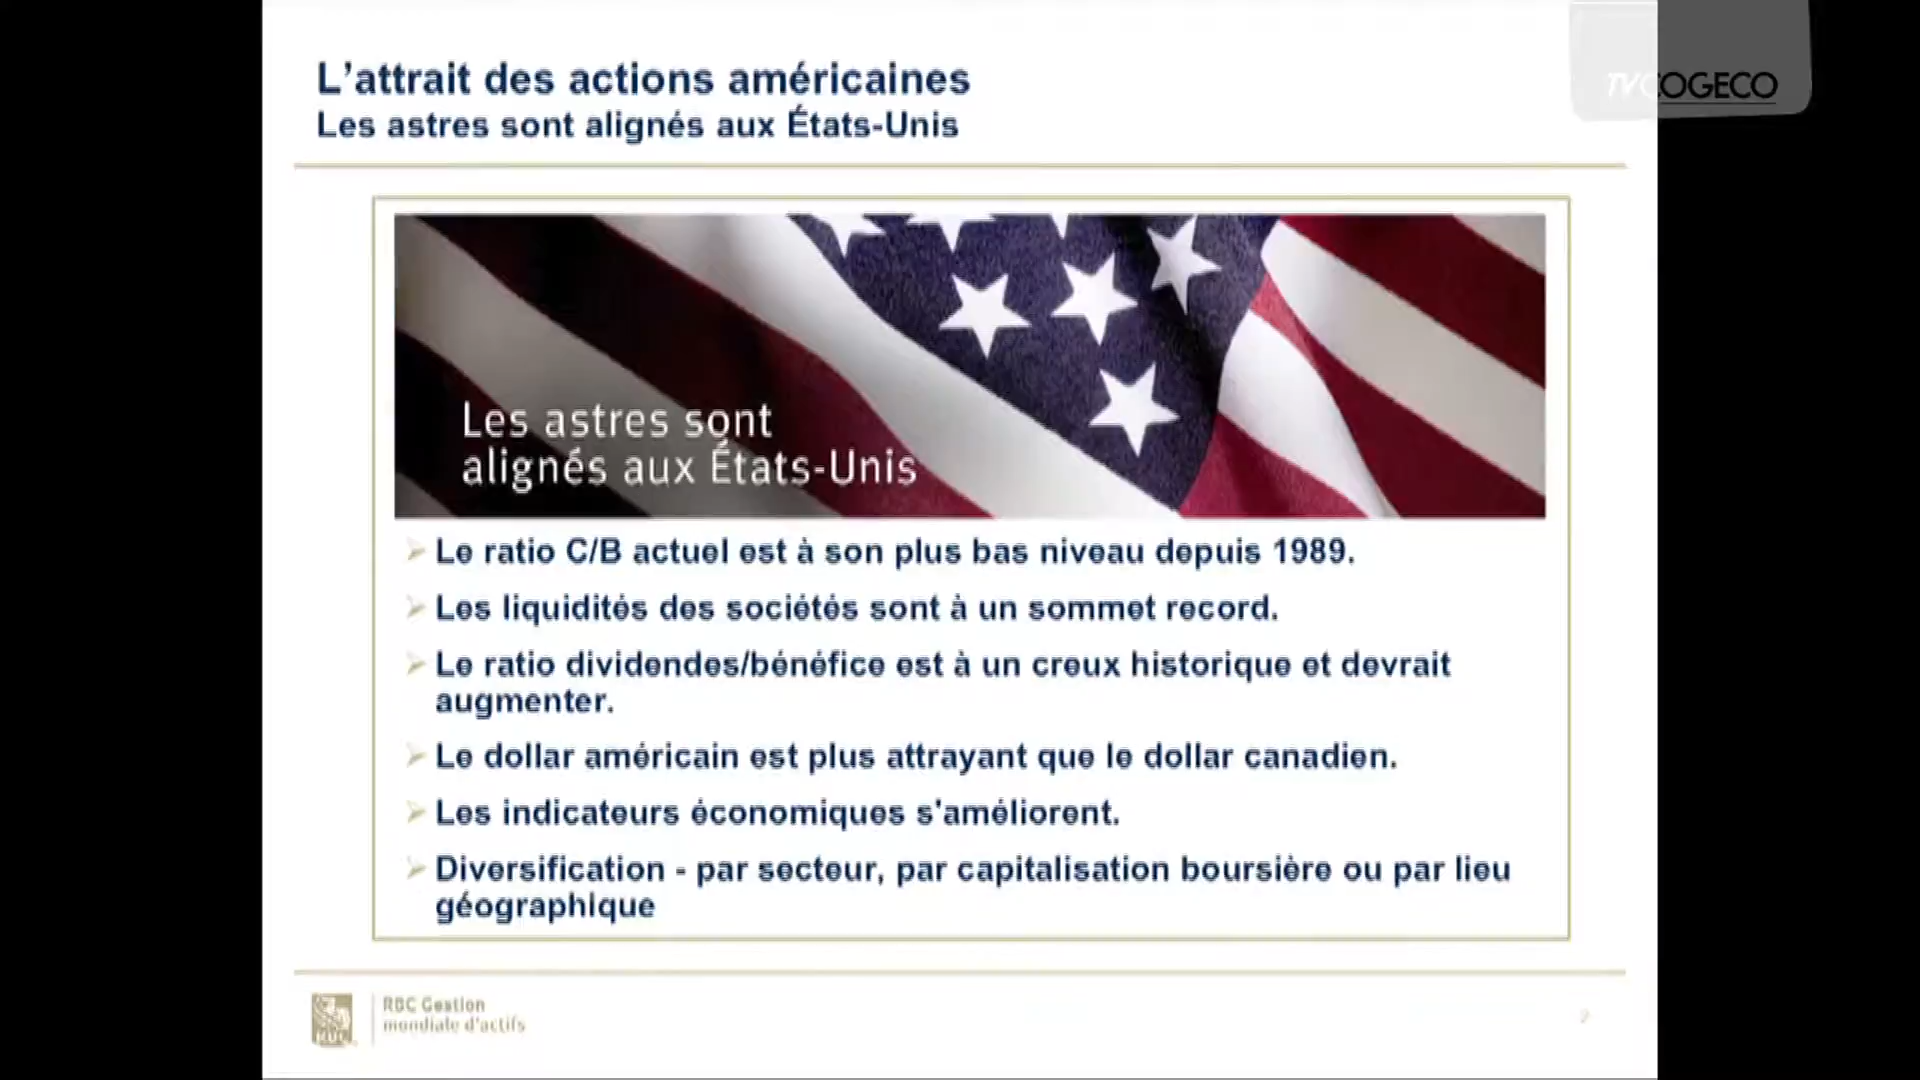 L'attrait des actions américaines
Les astres sont alignés aux États-Unis
TVCOGECO
Les astres sont
alignés aux États-Unis
Le ratio C/B actuel est à son plus bas niveau depuis 1989.
Les liquidités des sociétés sont à un sommet record.
Le ratio dividendes/bénéfice est à un creux historique et devrait
augmenter.
Le dollar américain est plus attrayant que le dollar canadien.
Les indicateurs économiques s'améliorent.
Diversification - par secteur, par capitalisation boursière ou par lieu
géographique
RBC
RBC Gestion
mondiale d'actifs